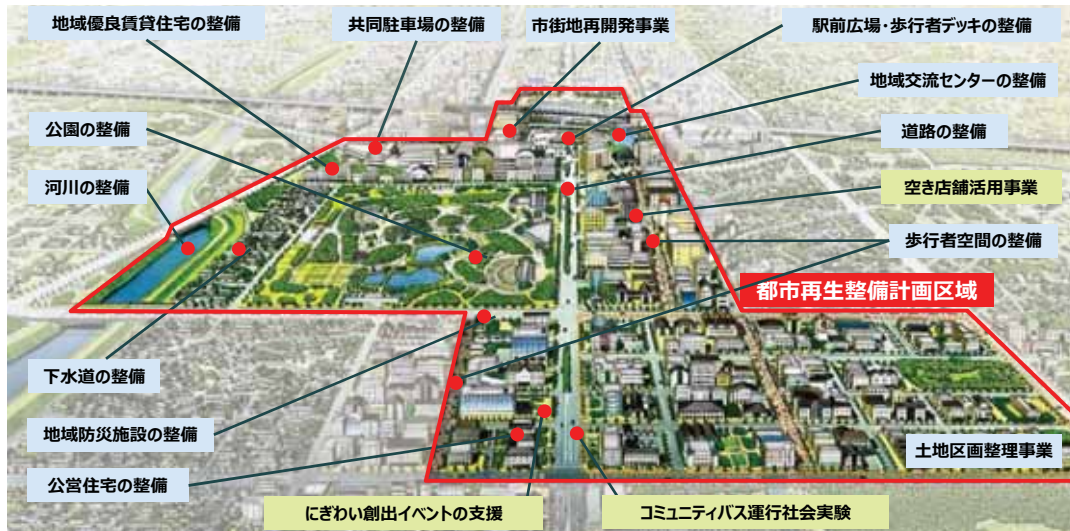 地域優良賃貸住宅の整備
共同駐車場の整備
市街地再開発事業
駅前広場・歩行者デッキの整備
地域交流センターの整備
公園の整備
道路の整備
河川の整備
空き店舗活用事業
歩行者空間の整備
都市再生整備計画区域
下水道の整備
地域防災施設の整備
土地区画整理事業
公営住宅の整備
にぎわい創出イベントの支援
コミュニティバス運行社会実験